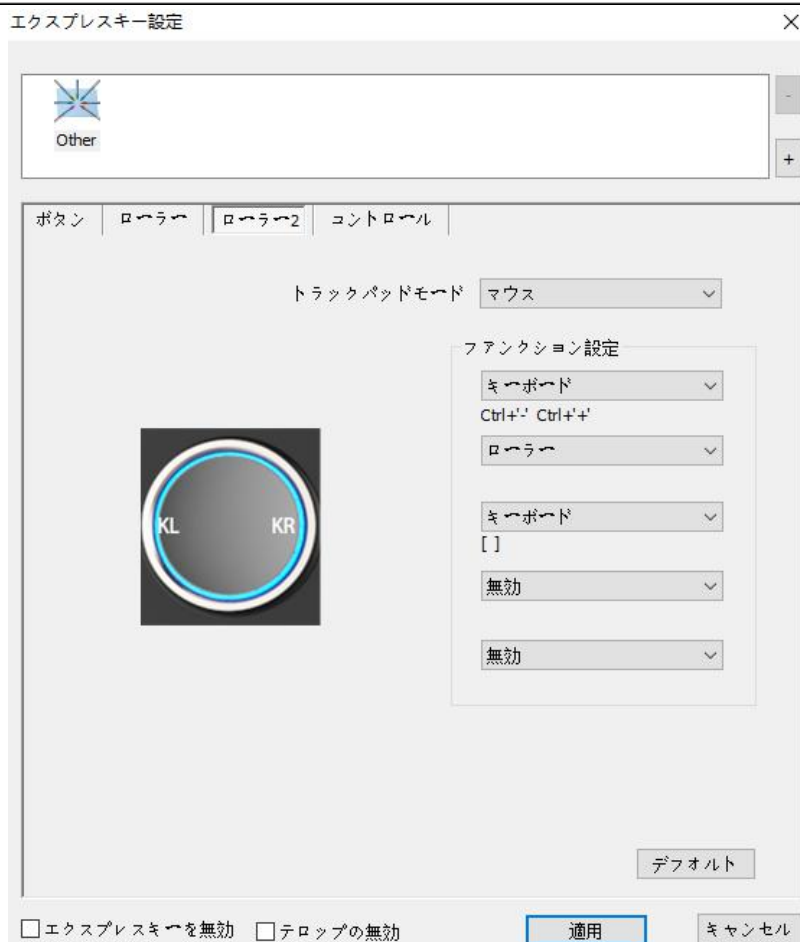 エクスプレスキー設定
Other
-
+
ボタン ローラー ローラー2 コントロール
トラックパッドモード マウス
ファンクション設定
キーボード
Ctrl+'-' Ctrl+'+'
ローラー
キーボード
[ ]
無効
無効
KL KR
デフォルト
エクスプレスキーを無効 テロップの無効 適用 キャンセル